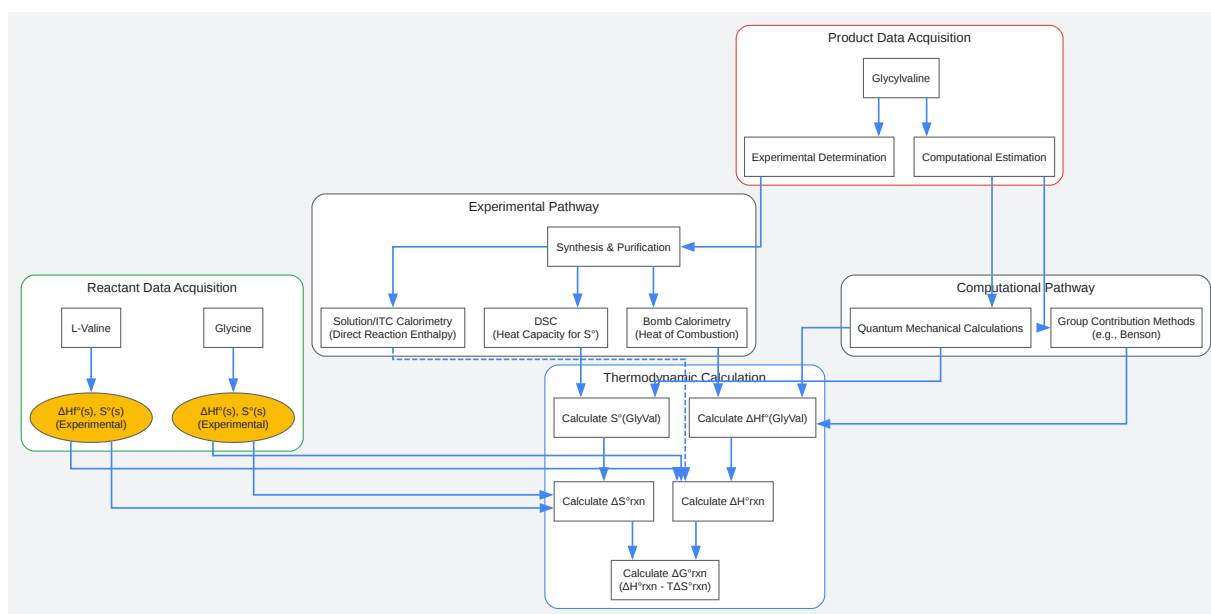 Product Data Acquisition
Glycylvaline
Experimental Determination
Computational Estimation
Experimental Pathway
Synthesis & Purification
Solution/ITC Calorimetry
(Direct Reaction Enthalpy)
DSC
(Heat Capacity for S°)
Bomb Calorimetry
(Heat of Combustion)
Reactant Data Acquisition
L-Valine
Glycine
ΔHf°(s), S°(s)
(Experimental)
ΔHf°(s), S°(s)
(Experimental)
Computational Pathway
Quantum Mechanical Calculations
Group Contribution Methods
(e.g., Benson)
Thermodynamic Calculation
Calculate S°(GlyVal)
Calculate ΔHf°(GlyVal)
Calculate ΔS°rxn
Calculate ΔH°rxn
Calculate ΔG°rxn
(ΔH°rxn - TΔS°rxn)